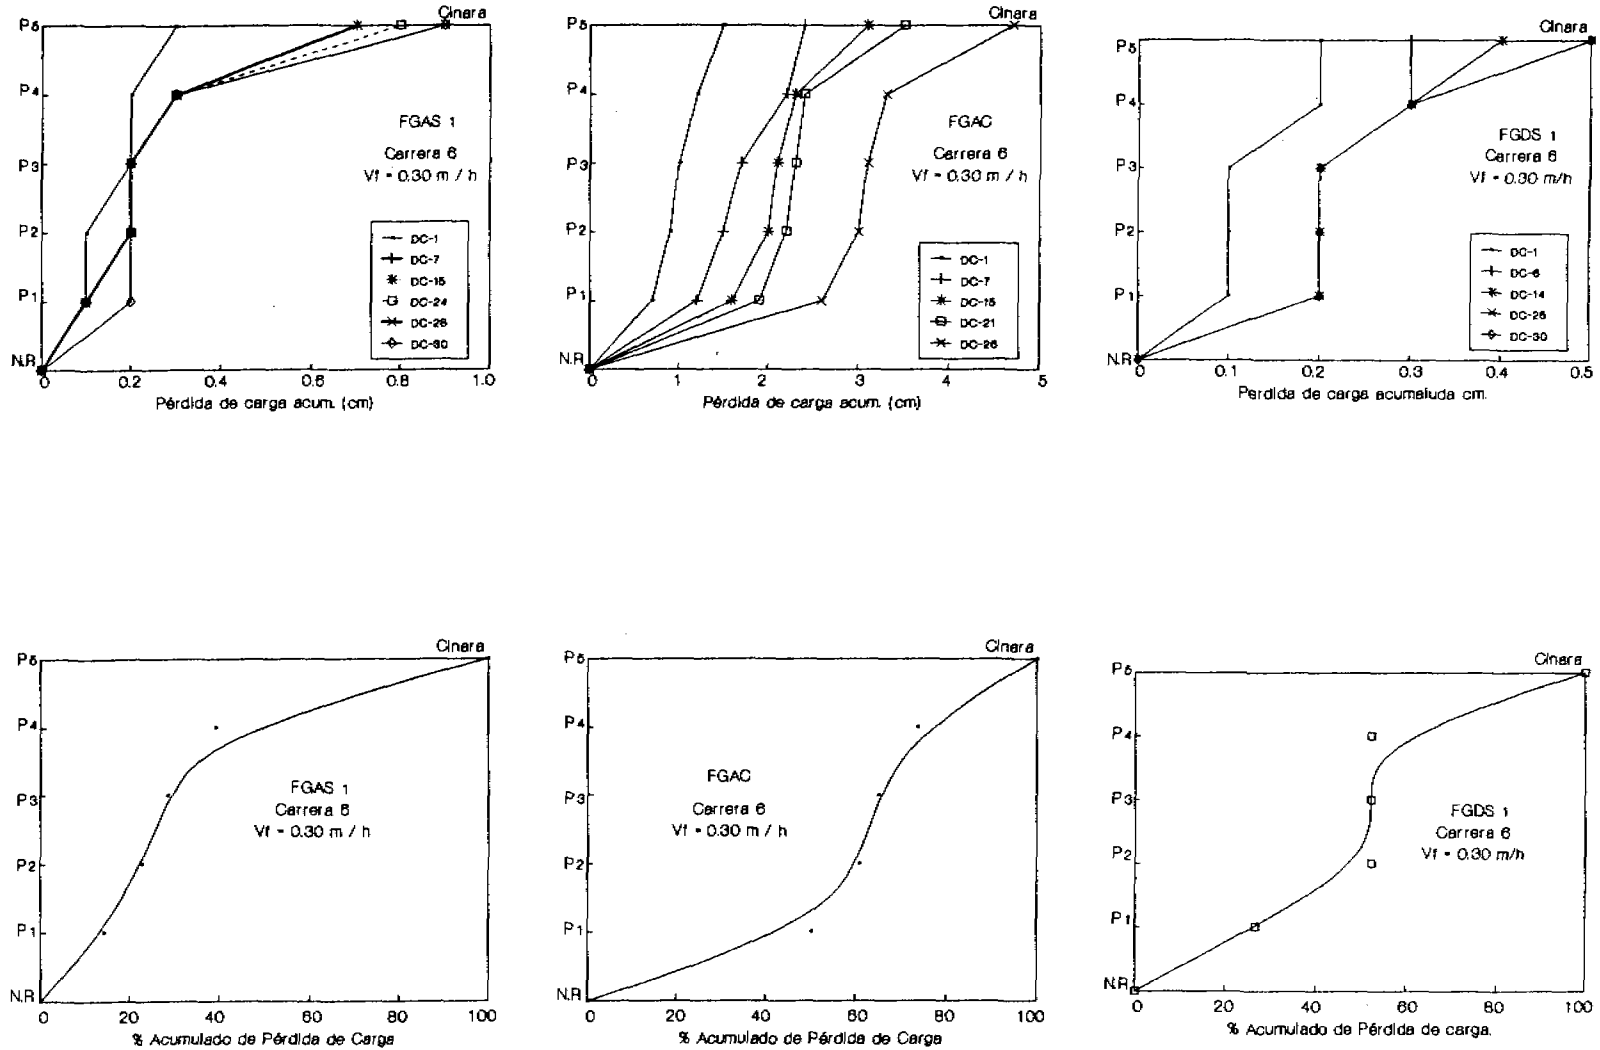 Cinara
P5
P4
P3
P2
P1
N.R
FGAS 1
Carrera 6
Vf = 0.30 m / h
DC-1
DC-7
DC-15
DC-24
DC-28
DC-30
0 0.2 0.4 0.6 0.8 1.0
Pérdida de carga acum. (cm)
Cinara
P5
P4
P3
P2
P1
N.R
FGAC
Carrera 6
Vf = 0.30 m / h
DC-1
DC-7
DC-15
DC-21
DC-26
0 1 2 3 4 5
Pérdida de carga acum. (cm)
Cinara
P5
P4
P3
P2
P1
N.R
FGDS 1
Carrera 6
Vf = 0.30 m/h
DC-1
DC-6
DC-14
DC-25
DC-30
0 0.1 0.2 0.3 0.4 0.5
Perdida de carga acumaluda cm.
Cinara
P5
P4
P3
P2
P1
N.R
FGAS 1
Carrera 6
Vf = 0.30 m / h
0 20 40 60 80 100
% Acumulado de Pérdida de Carga
Cinara
P5
P4
P3
P2
P1
N.R
FGAC
Carrera 6
Vf = 0.30 m / h
0 20 40 60 80 100
% Acumulado de Pérdida de Carga
Cinara
P5
P4
P3
P2
P1
N.R
FGDS 1
Carrera 6
Vf = 0.30 m/h
0 20 40 60 80 100
% Acumulado de Pérdida de carga.